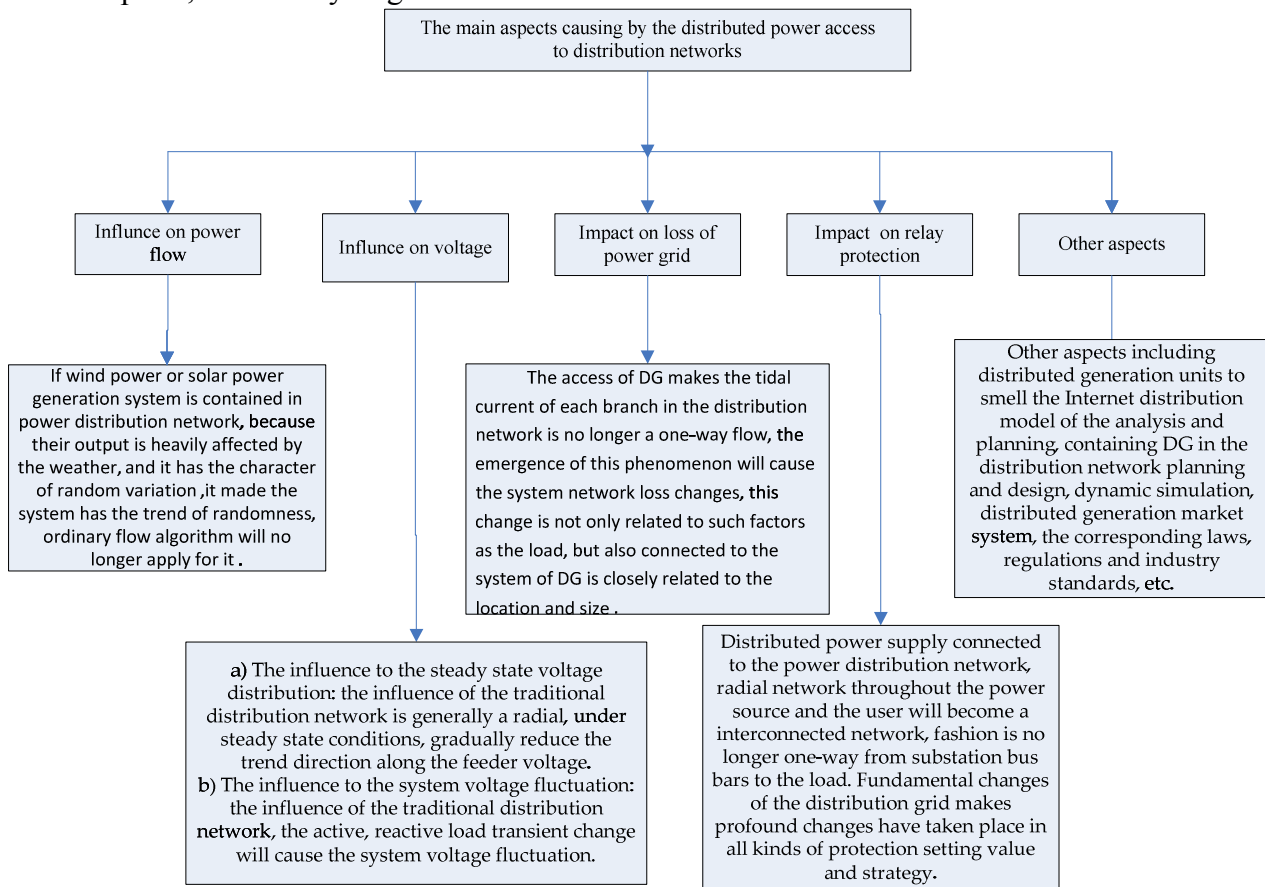 The main aspects causing by the distributed power access
to distribution networks
Influnce on power
flow
Influnce on voltage
Impact on loss of
power grid
Impact on relay
protection
Other aspects
If wind power or solar power
generation system is contained in
power distribution network, because
their output is heavily affected by
the weather, and it has the character
of random variation ,it made the
system has the trend of randomness,
ordinary flow algorithm will no
longer apply for it .
The access of DG makes the tidal
current of each branch in the distribution
network is no longer a one-way flow, the
emergence of this phenomenon will cause
the system network loss changes, this
change is not only related to such factors
as the load, but also connected to the
system of DG is closely related to the
location and size .
Other aspects including
distributed generation units to
smell the Internet distribution
model of the analysis and
planning, containing DG in the
distribution network planning
and design, dynamic simulation,
distributed generation market
system, the corresponding laws,
regulations and industry
standards, etc.
a) The influence to the steady state voltage
distribution: the influence of the traditional
distribution network is generally a radial, under
steady state conditions, gradually reduce the
trend direction along the feeder voltage.
b) The influence to the system voltage fluctuation:
the influence of the traditional distribution
network, the active, reactive load transient change
will cause the system voltage fluctuation.
Distributed power supply connected
to the power distribution network,
radial network throughout the power
source and the user will become a
interconnected network, fashion is no
longer one-way from substation bus
bars to the load. Fundamental changes
of the distribution grid makes
profound changes have taken place in
all kinds of protection setting value
and strategy.